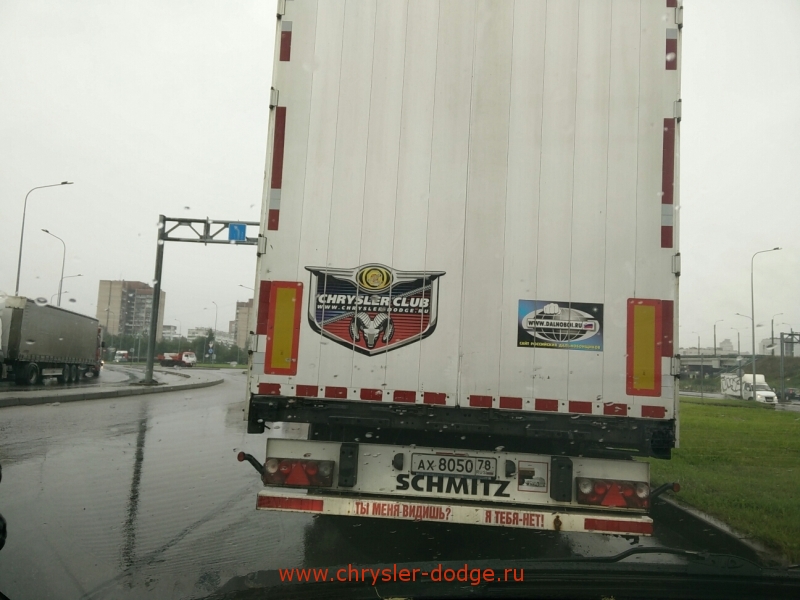 CHRYSLER CLUB
WWW.CHRYSLER-DODGE.RU
WWW.DALNOBOI.RU
АХ 8050 78
SCHMITZ
ТЫ МЕНЯ ВИДИШЬ? Я ТЕБЯ-НЕТ!
www.chrysler-dodge.ru